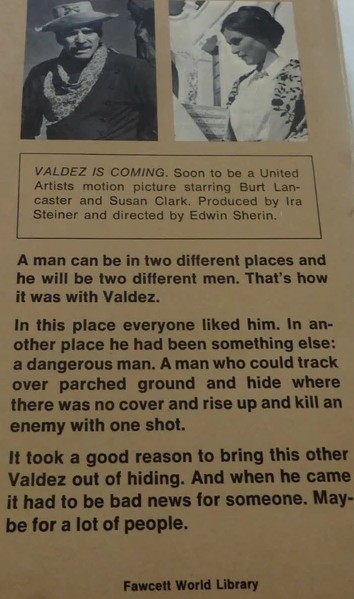 VALDEZ IS COMING. Soon to be a United
Artists motion picture starring Burt Lan-
caster and Susan Clark. Produced by Ira
Steiner and directed by Edwin Sherin.
A man can be in two different places and
he will be two different men. That's how
it was with Valdez.
In this place everyone liked him. In an-
other place he had been something else:
a dangerous man. A man who could track
over parched ground and hide where
there was no cover and rise up and kill an
enemy with one shot.
It took a good reason to bring this other
Valdez out of hiding. And when he came
it had to be bad news for someone. May-
be for a lot of people.
Fawcett World Library